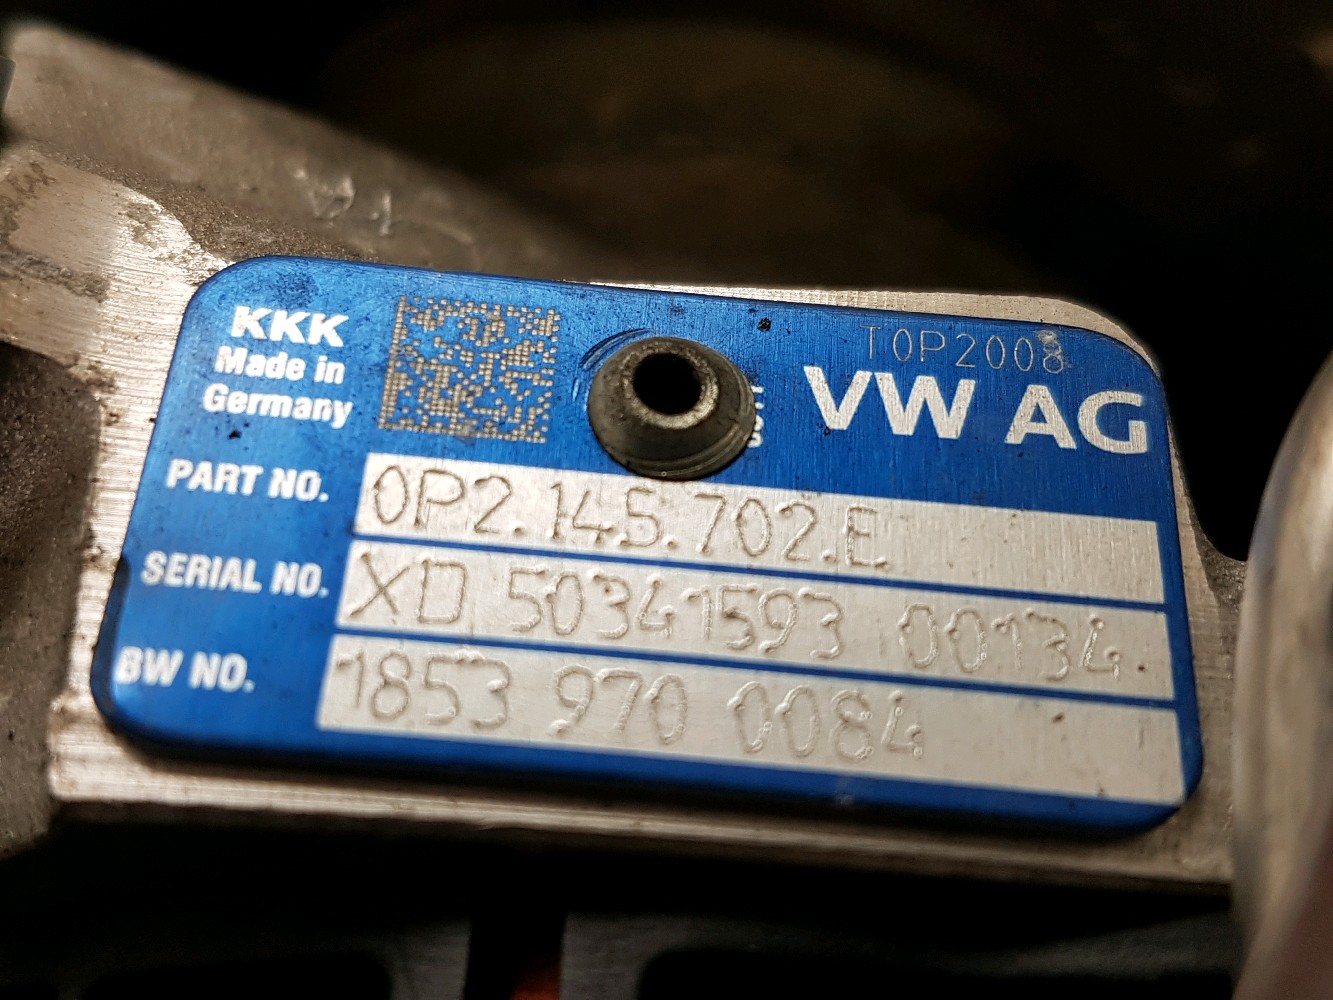 KKK
Made in
Germany
T0P2008
VW AG
PART NO. 0P2.145.702.E
SERIAL NO. XD 50341593 00134.
BW NO. 1853 970 0084